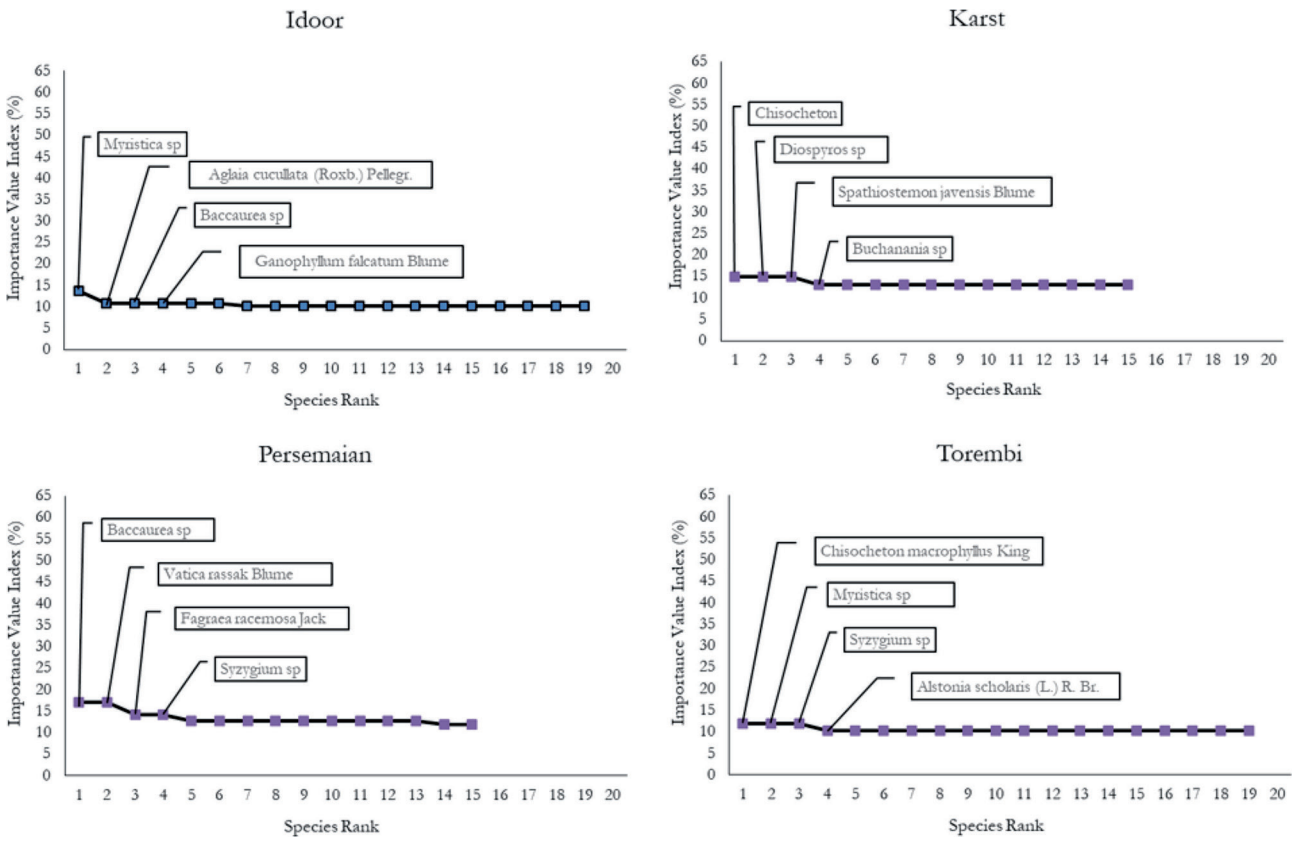 Idoor
Importance Value Index (%)
65
60
55
50
45
40
35
30
25
20
15
10
5
0
Myristica sp
Aglaia cucullata (Roxb.) Pellegr.
Baccaurea sp
Ganophyllum falcatum Blume
1 2 3 4 5 6 7 8 9 10 11 12 13 14 15 16 17 18 19 20
Species Rank
Karst
Importance Value Index (%)
65
60
55
50
45
40
35
30
25
20
15
10
5
0
Chisocheton
Diospyros sp
Spathiostemon javensis Blume
Buchanania sp
1 2 3 4 5 6 7 8 9 10 11 12 13 14 15 16 17 18 19 20
Species Rank
Persemaian
Importance Value Index (%)
65
60
55
50
45
40
35
30
25
20
15
10
5
0
Baccaurea sp
Vatica rassak Blume
Fagraea racemosa Jack
Syzygium sp
1 2 3 4 5 6 7 8 9 10 11 12 13 14 15 16 17 18 19 20
Species Rank
Torembi
Importance Value Index (%)
65
60
55
50
45
40
35
30
25
20
15
10
5
0
Chisocheton macrophyllus King
Myristica sp
Syzygium sp
Alstonia scholaris (L.) R. Br.
1 2 3 4 5 6 7 8 9 10 11 12 13 14 15 16 17 18 19 20
Species Rank